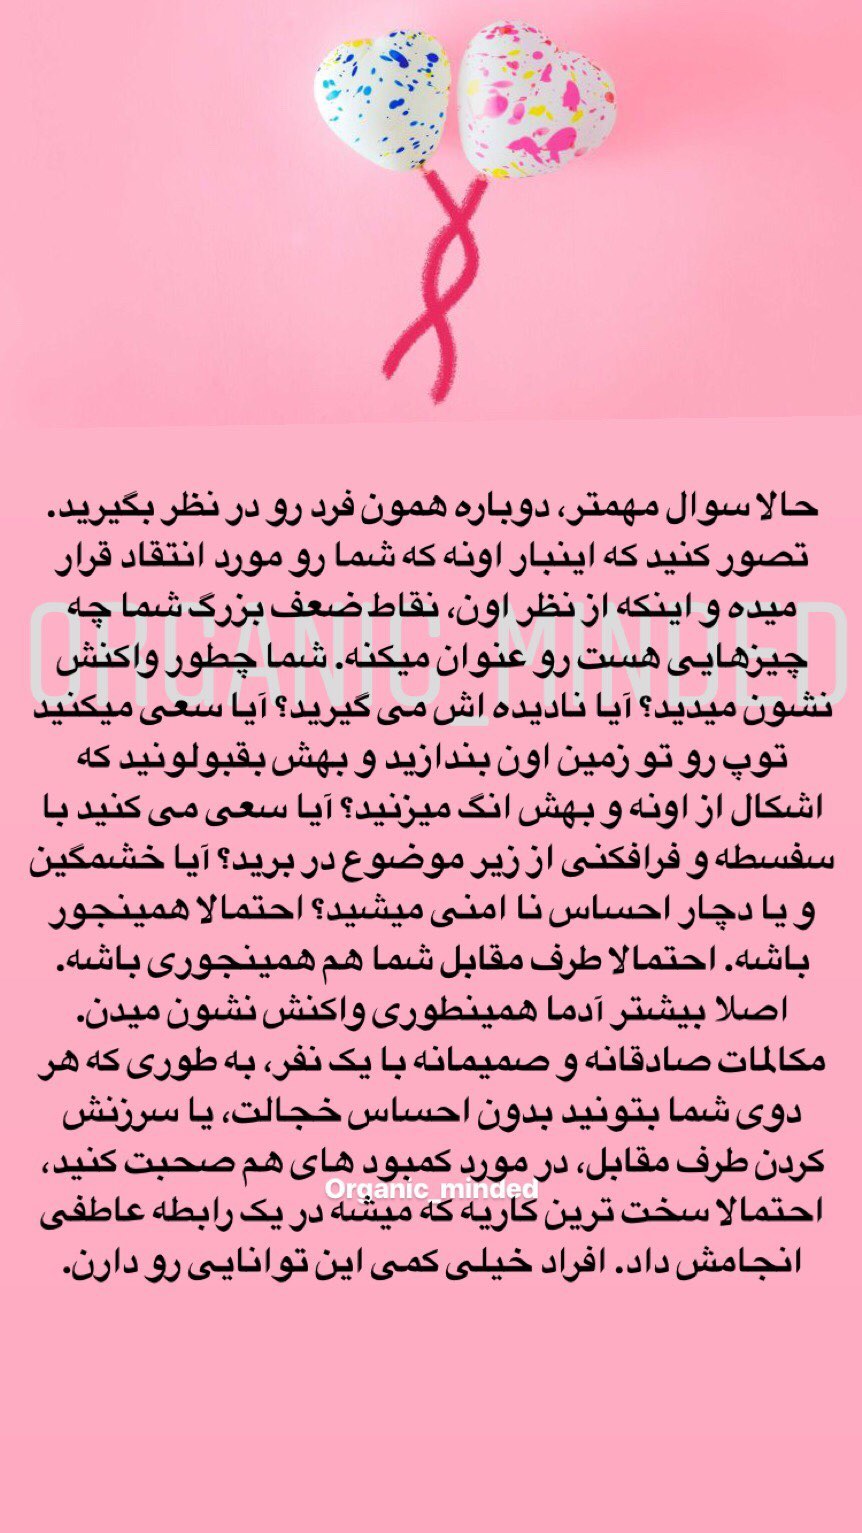 حالا سوال مهمتر، دوباره همون فرد رو در نظر بگیرید.
تصور کنید که اینبار اونه که شما رو مورد انتقاد قرار
میده و اینکه از نظر اون، نقاط ضعف بزرگ شما چه
ORGANIC_MINDED
چیزهایی هست رو عنوان میکنه. شما چطور واکنش
نشون میدید؟ آیا نادیده اش می گیرید؟ آیا سعی میکنید
توپ رو تو زمین اون بندازید و بهش بقبولونید که
اشکال از اونه و بهش انگ میزنید؟ آیا سعی می کنید با
سفسطه و فرافکنی از زیر موضوع در برید؟ آیا خشمگین
و یا دچار احساس نا امنی میشید؟ احتمالا همینجور
باشه. احتمالا طرف مقابل شما هم همینجوری باشه.
اصلا بیشتر آدما همینطوری واکنش نشون میدن.
مکالمات صادقانه و صمیمانه با یک نفر، به طوری که هر
دوی شما بتونید بدون احساس خجالت، یا سرزنش
کردن طرف مقابل، در مورد کمبود های هم صحبت کنید،
Organic_minded
احتمالا سخت ترین کاریه که میشه در یک رابطه عاطفی
انجامش داد. افراد خیلی کمی این توانایی رو دارن.